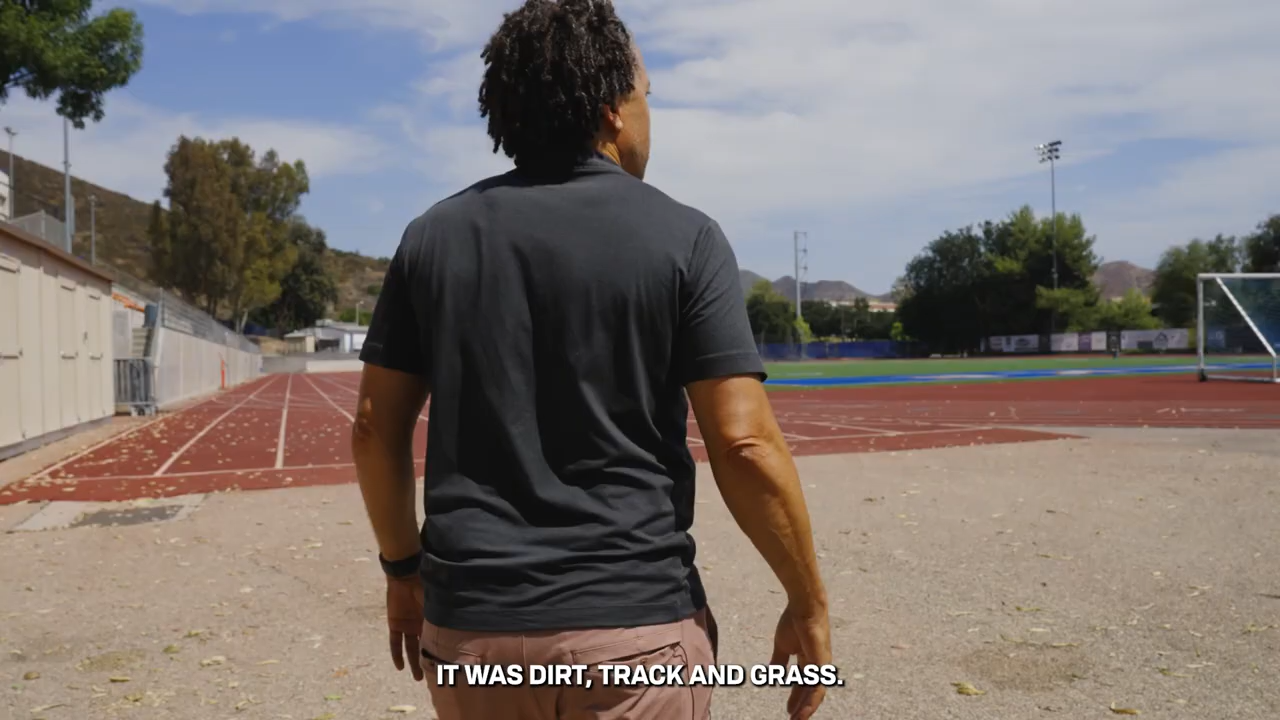 IT WAS DIRT, TRACK AND GRASS.